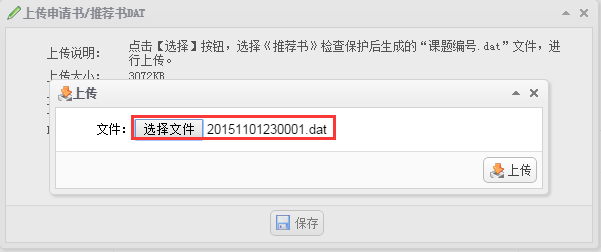 上传申请书/推荐书DAT
上传说明：
点击【选择】按钮，选择《推荐书》检查保护后生成的“课题编号.dat”文件，进
行上传。
上传大小：
3072KB
上传
文件：
选择文件 20151101230001.dat
上传
保存